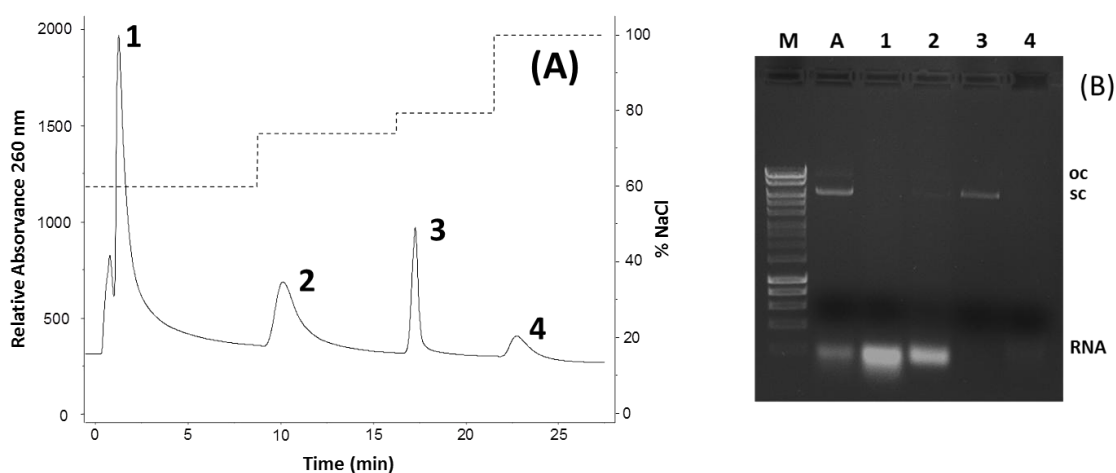 Relative Absorvance 260 nm
2000
1500
1000
500
0
1
2
3
4
(A)
100
80
60
40
20
0
% NaCl
0 5 10 15 20 25
Time (min)
M A 1 2 3 4
(B)
oc
sc
RNA